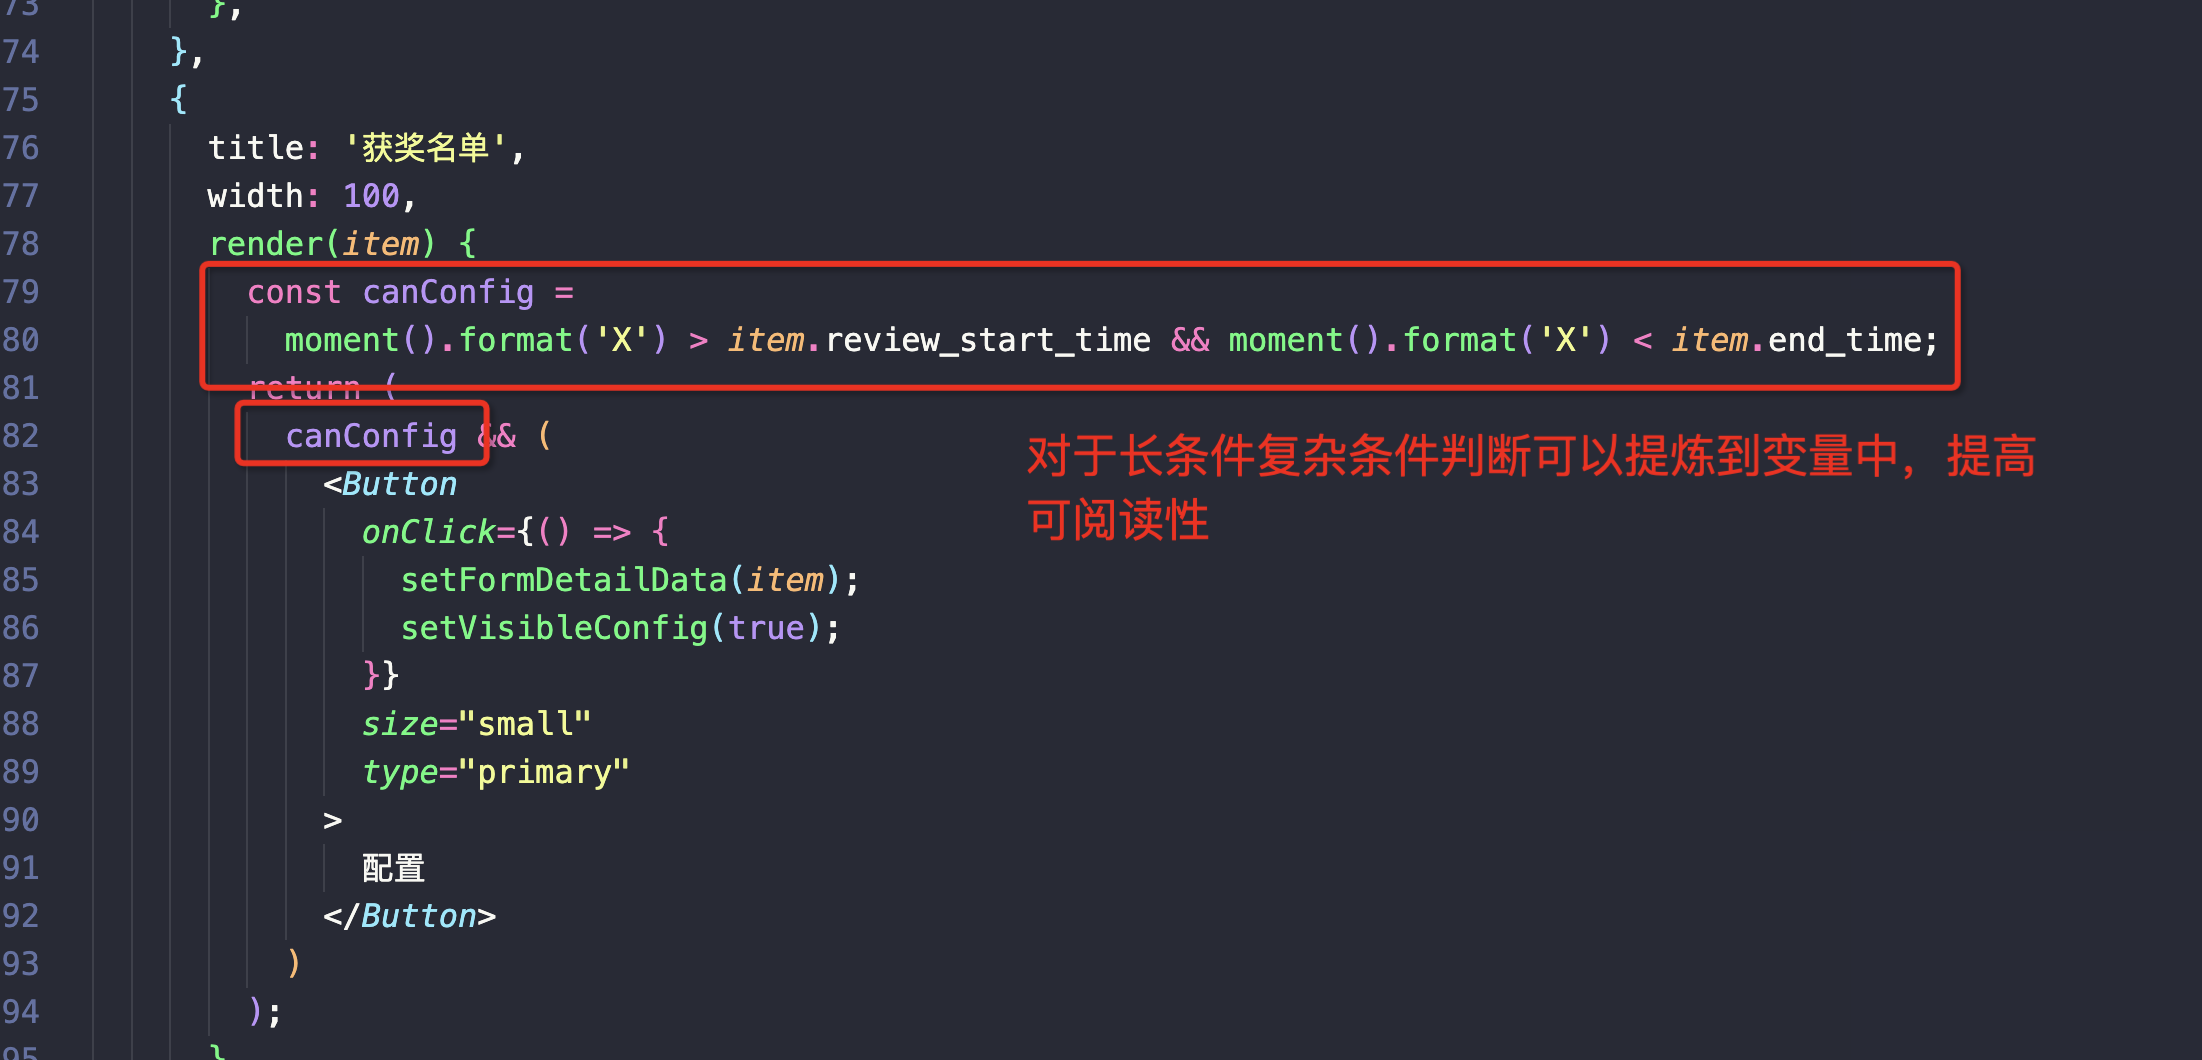 73 },
74 },
75 {
76 title: '获奖名单',
77 width: 100,
78 render(item) {
79 const canConfig =
80 moment().format('X') > item.review_start_time && moment().format('X') < item.end_time;
81 return (
82 canConfig && (
对于长条件复杂条件判断可以提炼到变量中，提高
可阅读性
83 <Button
84 onClick={() => {
85 setFormDetailData(item);
86 setVisibleConfig(true);
87 }}
88 size="small"
89 type="primary"
90 >
91 配置
92 </Button>
93 )
94 );
95 }